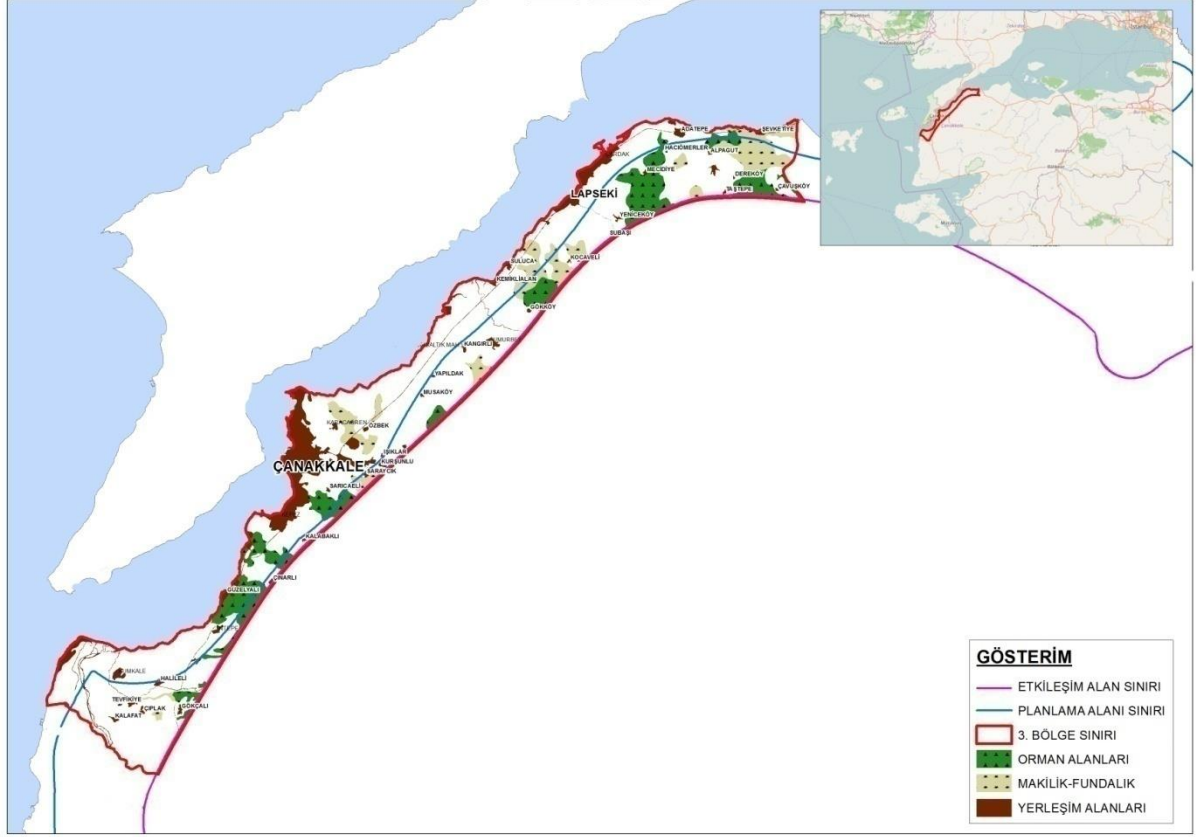 AĞATEPE
ŞEVKETİYE
HACIÖMERLER
ALPAGUT
MECİDİYE
DEREKÖY
ÇAVUŞKÖY
TAŞTEPE
LAPSEKİ
YENİCEKÖY
SUBAŞI
SULUCA
KOCAVELİ
KEMİKLİALAN
GÖKKÖY
KANGIRLI
YAPILDAK
MUSAKÖY
ÖZBEK
IŞIKLAR
KURŞUNLU
ÇANAKKALE
SARAYCIK
SARICAELİ
KALABAKLI
ÇINARLI
GÜZELYALI
HALİLELİ
TEVFİKİYE
ÇIPLAK
GÖKÇALI
KALAFAT
GÖSTERİM
ETKİLEŞİM ALAN SINIRI
PLANLAMA ALANI SINIRI
3. BÖLGE SINIRI
ORMAN ALANLARI
MAKİLİK-FUNDALIK
YERLEŞİM ALANLARI